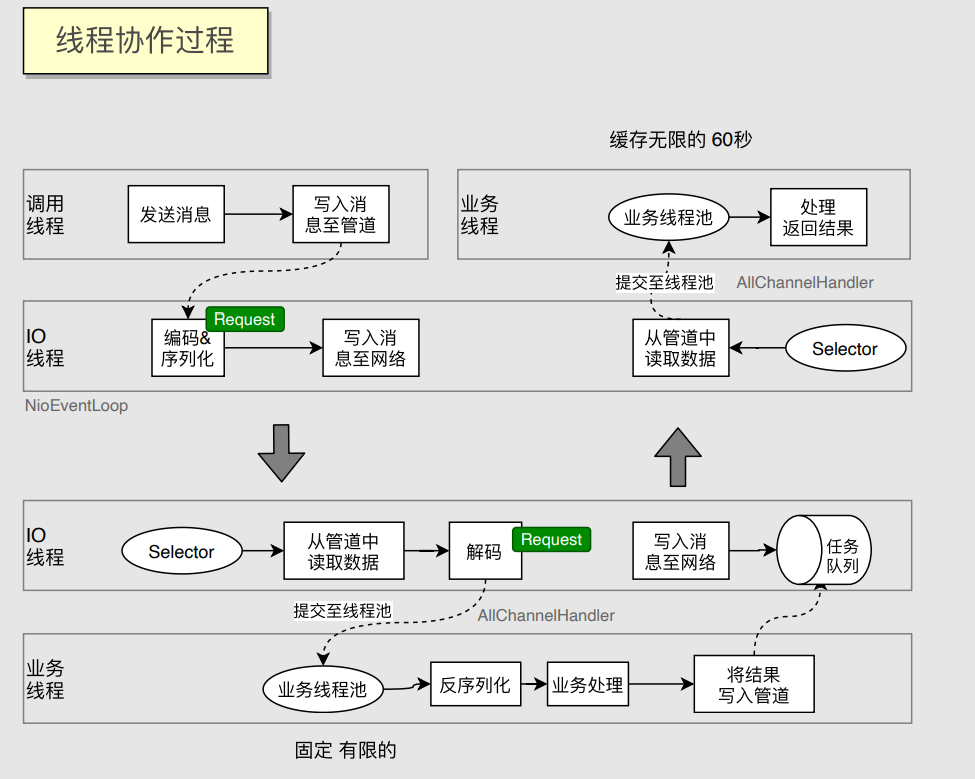 线程协作过程
缓存无限的 60秒
调用
线程
发送消息
写入消
息至管道
业务
线程
业务线程池
处理
返回结果
提交至线程池
AllChannelHandler
IO
线程
Request
编码&
序列化
写入消
息至网络
从管道中
读取数据
Selector
NioEventLoop
IO
线程
Selector
从管道中
读取数据
解码
Request
写入消
息至网络
任务
队列
提交至线程池
AllChannelHandler
业务
线程
业务线程池
反序列化
业务处理
将结果
写入管道
固定 有限的